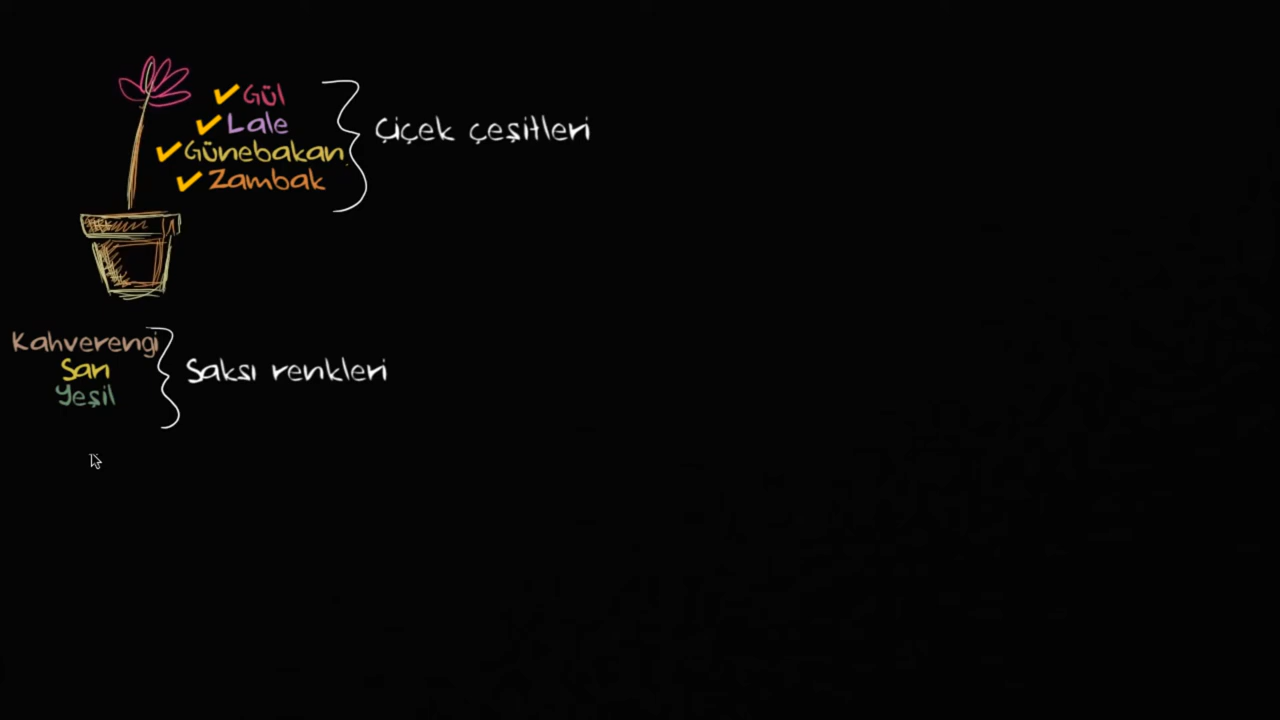 ✔Gül
✔Lale
✔Günebakan
✔Zambak
Çiçek çeşitleri
Kahverengi
Sarı
Yeşil
Saksı renkleri